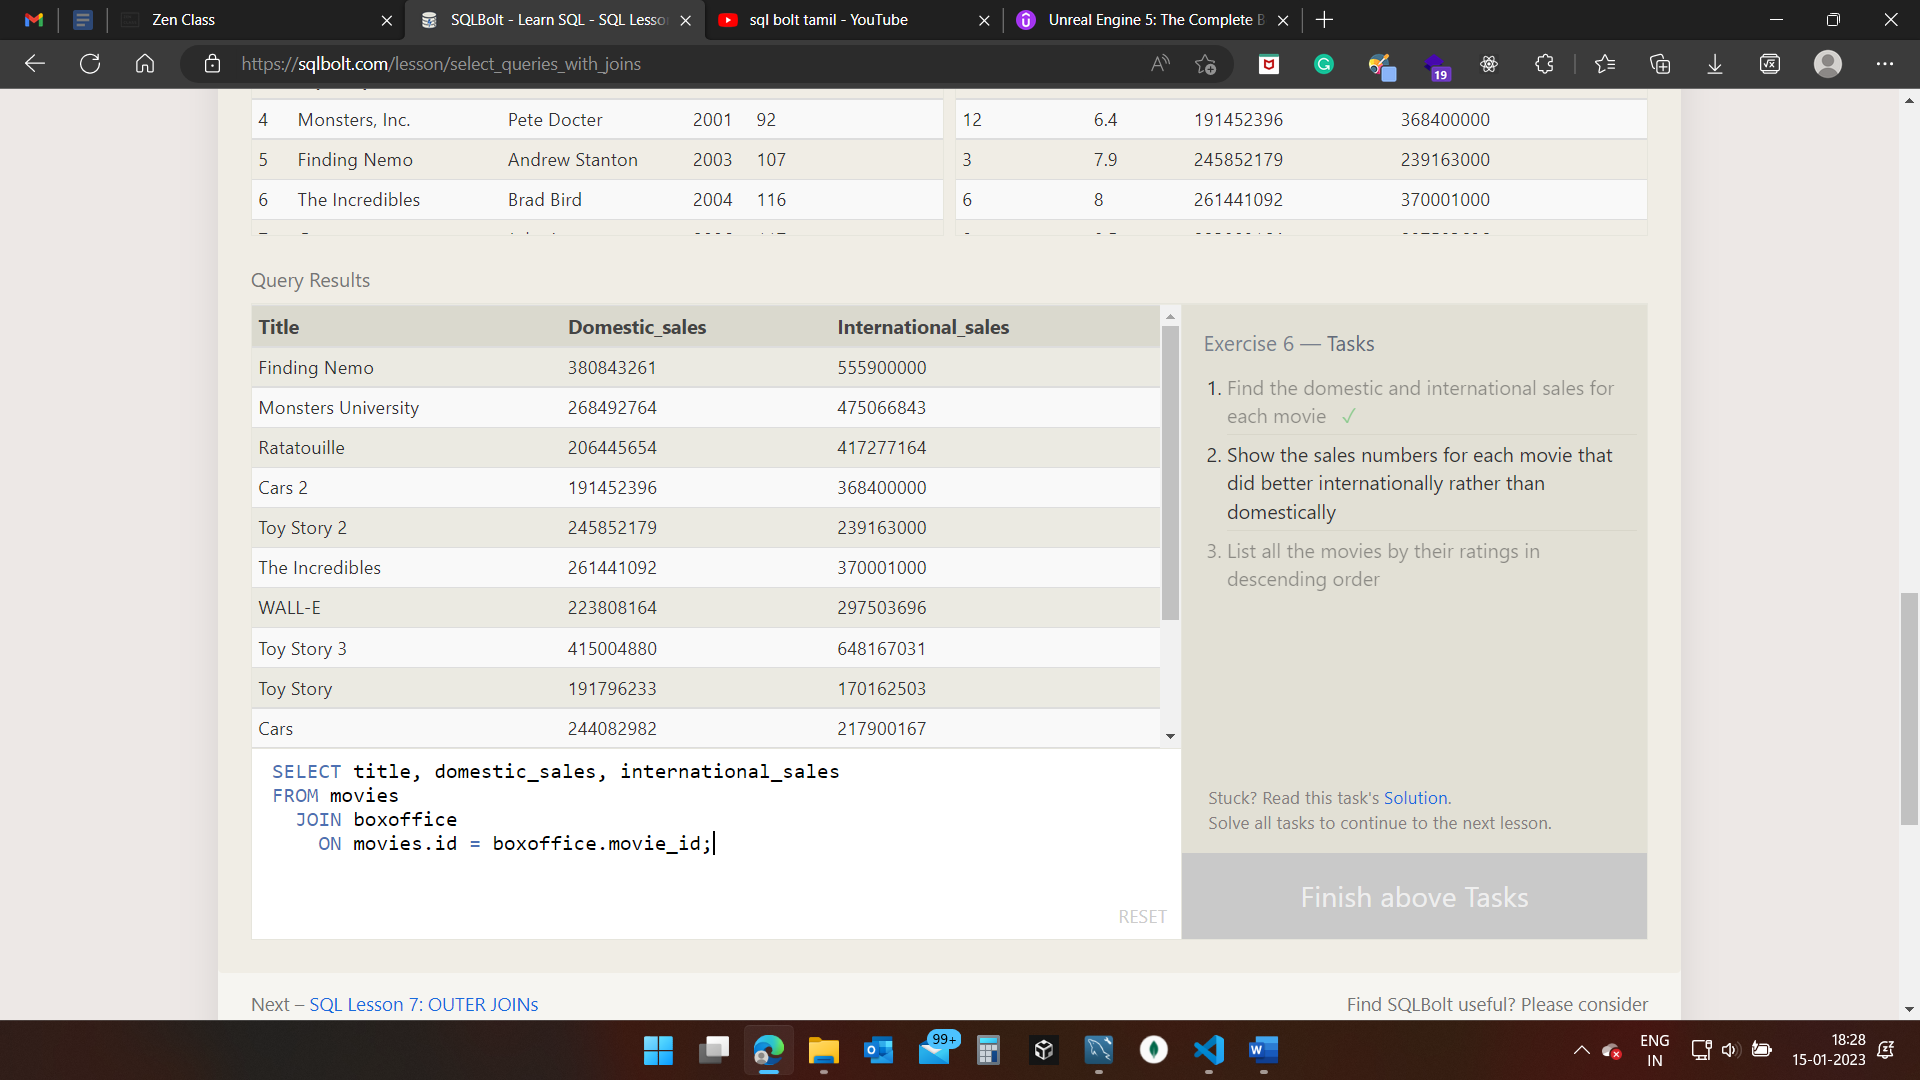 Zen Class
SQLBolt - Learn SQL - SQL Lesso
sql bolt tamil - YouTube
Unreal Engine 5: The Complete B
https://sqlbolt.com/lesson/select_queries_with_joins
19
4 Monsters, Inc. Pete Docter 2001 92
12 6.4 191452396 368400000
5 Finding Nemo Andrew Stanton 2003 107
3 7.9 245852179 239163000
6 The Incredibles Brad Bird 2004 116
6 8 261441092 370001000
Query Results
Title Domestic_sales International_sales
Finding Nemo 380843261 555900000
Monsters University 268492764 475066843
Ratatouille 206445654 417277164
Cars 2 191452396 368400000
Toy Story 2 245852179 239163000
The Incredibles 261441092 370001000
WALL-E 223808164 297503696
Toy Story 3 415004880 648167031
Toy Story 191796233 170162503
Cars 244082982 217900167
SELECT title, domestic_sales, international_sales
FROM movies
JOIN boxoffice
ON movies.id = boxoffice.movie_id;
RESET
Exercise 6 — Tasks
1. Find the domestic and international sales for
each movie ✓
2. Show the sales numbers for each movie that
did better internationally rather than
domestically
3. List all the movies by their ratings in
descending order
Stuck? Read this task's Solution.
Solve all tasks to continue to the next lesson.
Finish above Tasks
Next – SQL Lesson 7: OUTER JOINs
Find SQLBolt useful? Please consider
99+
ENG
IN
18:28
15-01-2023